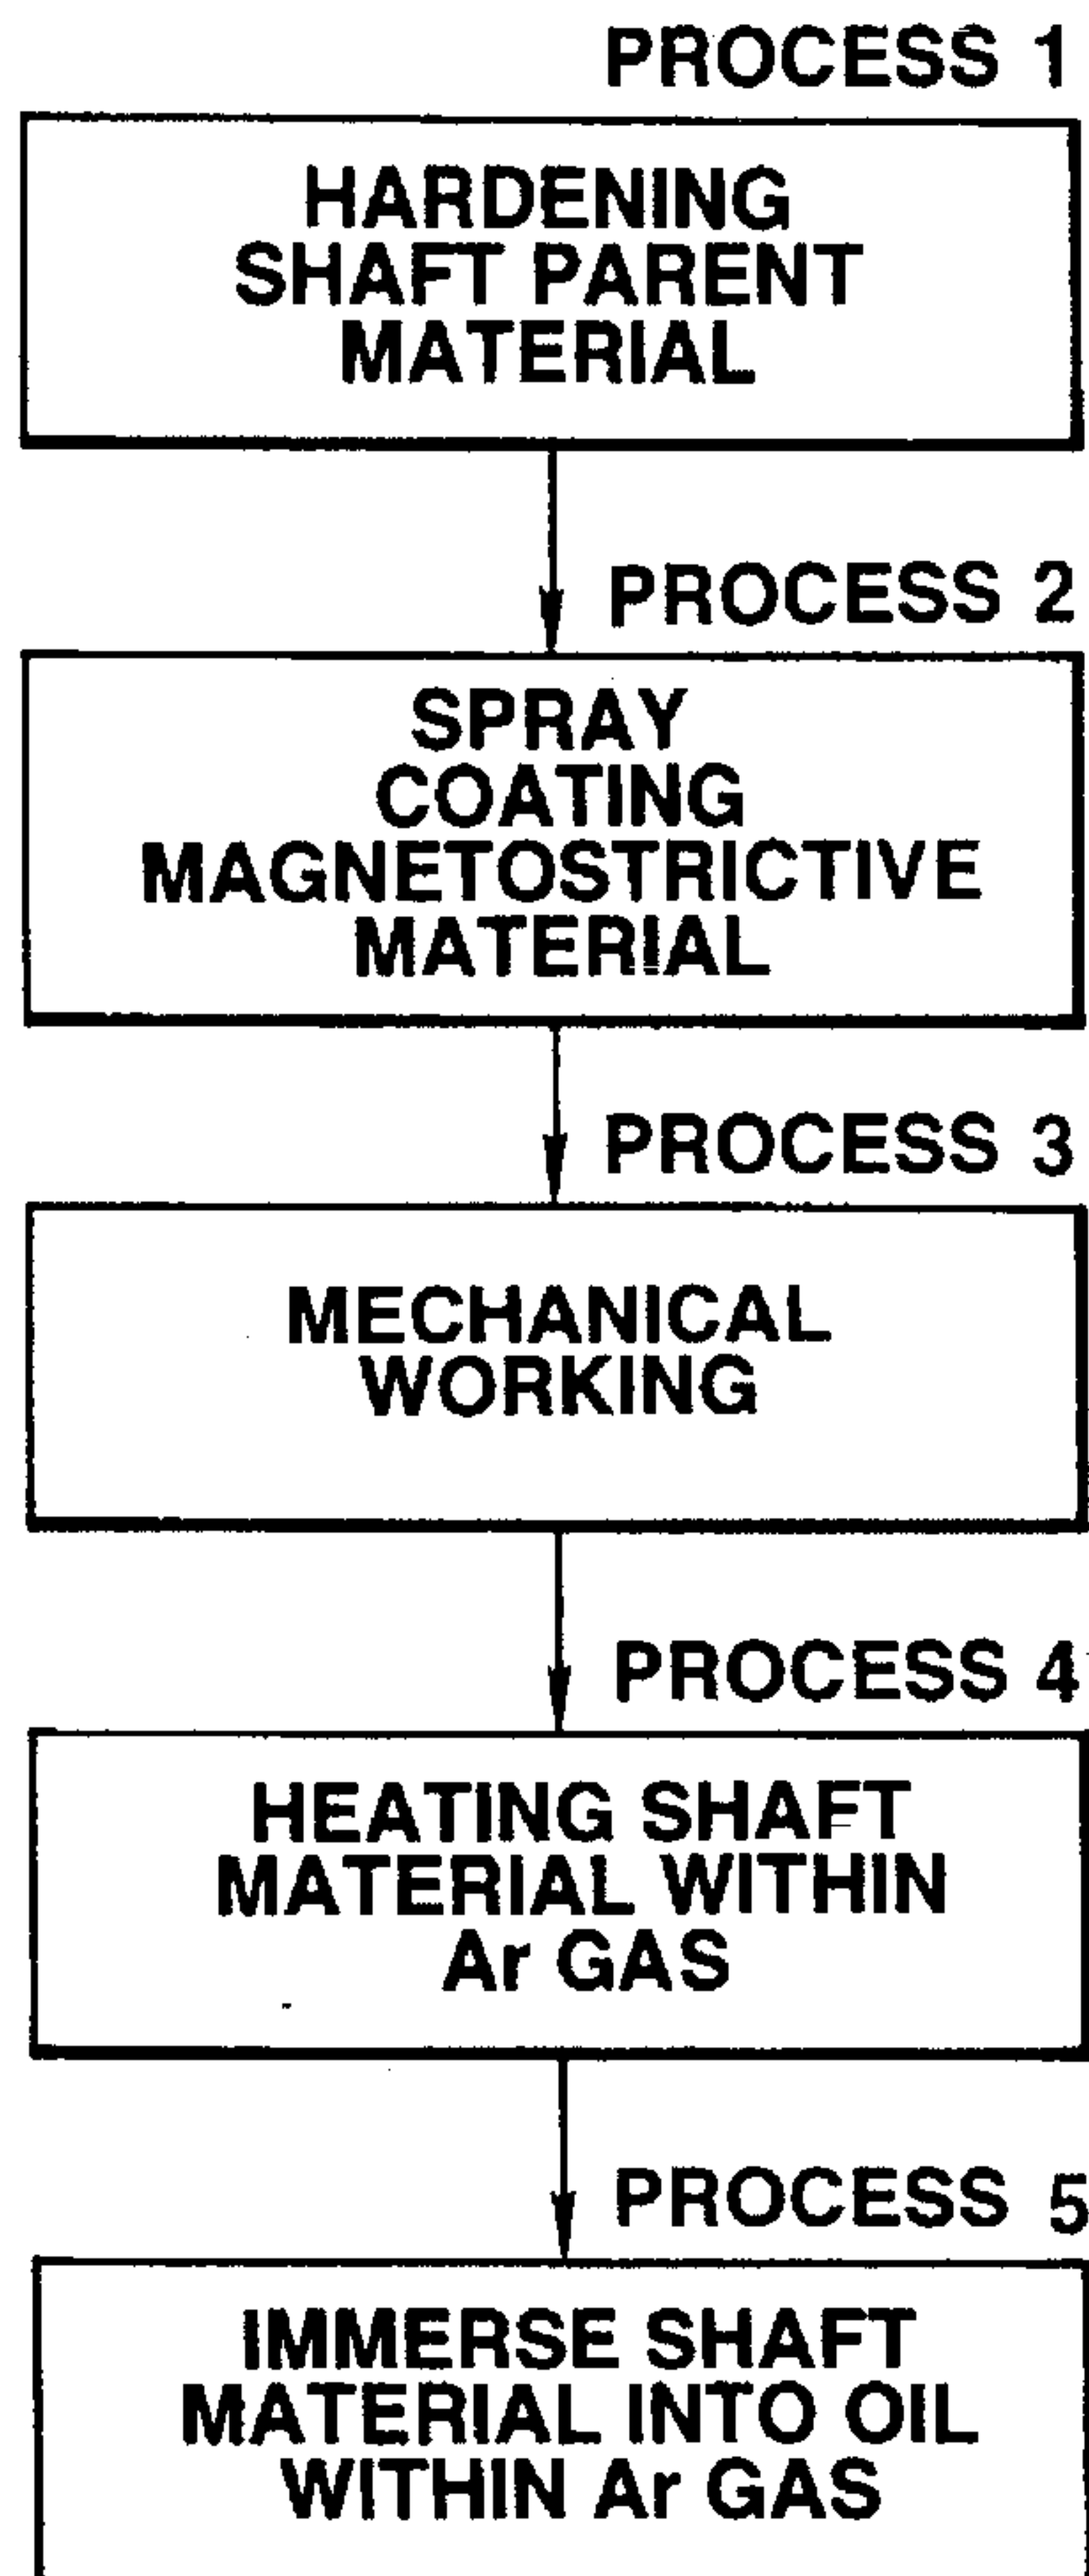 PROCESS 1
HARDENING
SHAFT PARENT
MATERIAL
PROCESS 2
SPRAY
COATING
MAGNETOSTRICTIVE
MATERIAL
PROCESS 3
MECHANICAL
WORKING
PROCESS 4
HEATING SHAFT
MATERIAL WITHIN
Ar GAS
PROCESS 5
IMMERSE SHAFT
MATERIAL INTO OIL
WITHIN Ar GAS